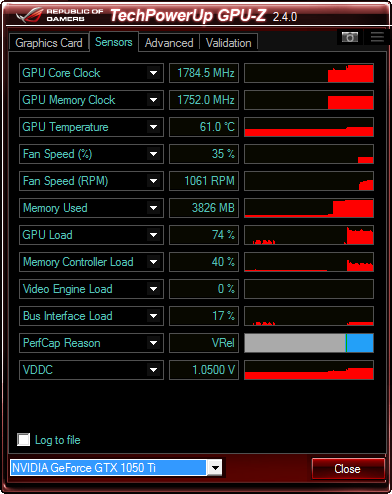 REPUBLIC OF
GAMERS
TechPowerUp GPU-Z 2.4.0
Graphics Card Sensors Advanced Validation
GPU Core Clock 1784.5 MHz
GPU Memory Clock 1752.0 MHz
GPU Temperature 61.0 °C
Fan Speed (%) 35 %
Fan Speed (RPM) 1061 RPM
Memory Used 3826 MB
GPU Load 74 %
Memory Controller Load 40 %
Video Engine Load 0 %
Bus Interface Load 17 %
PerfCap Reason VRel
VDDC 1.0500 V
Log to file
NVIDIA GeForce GTX 1050 Ti Close